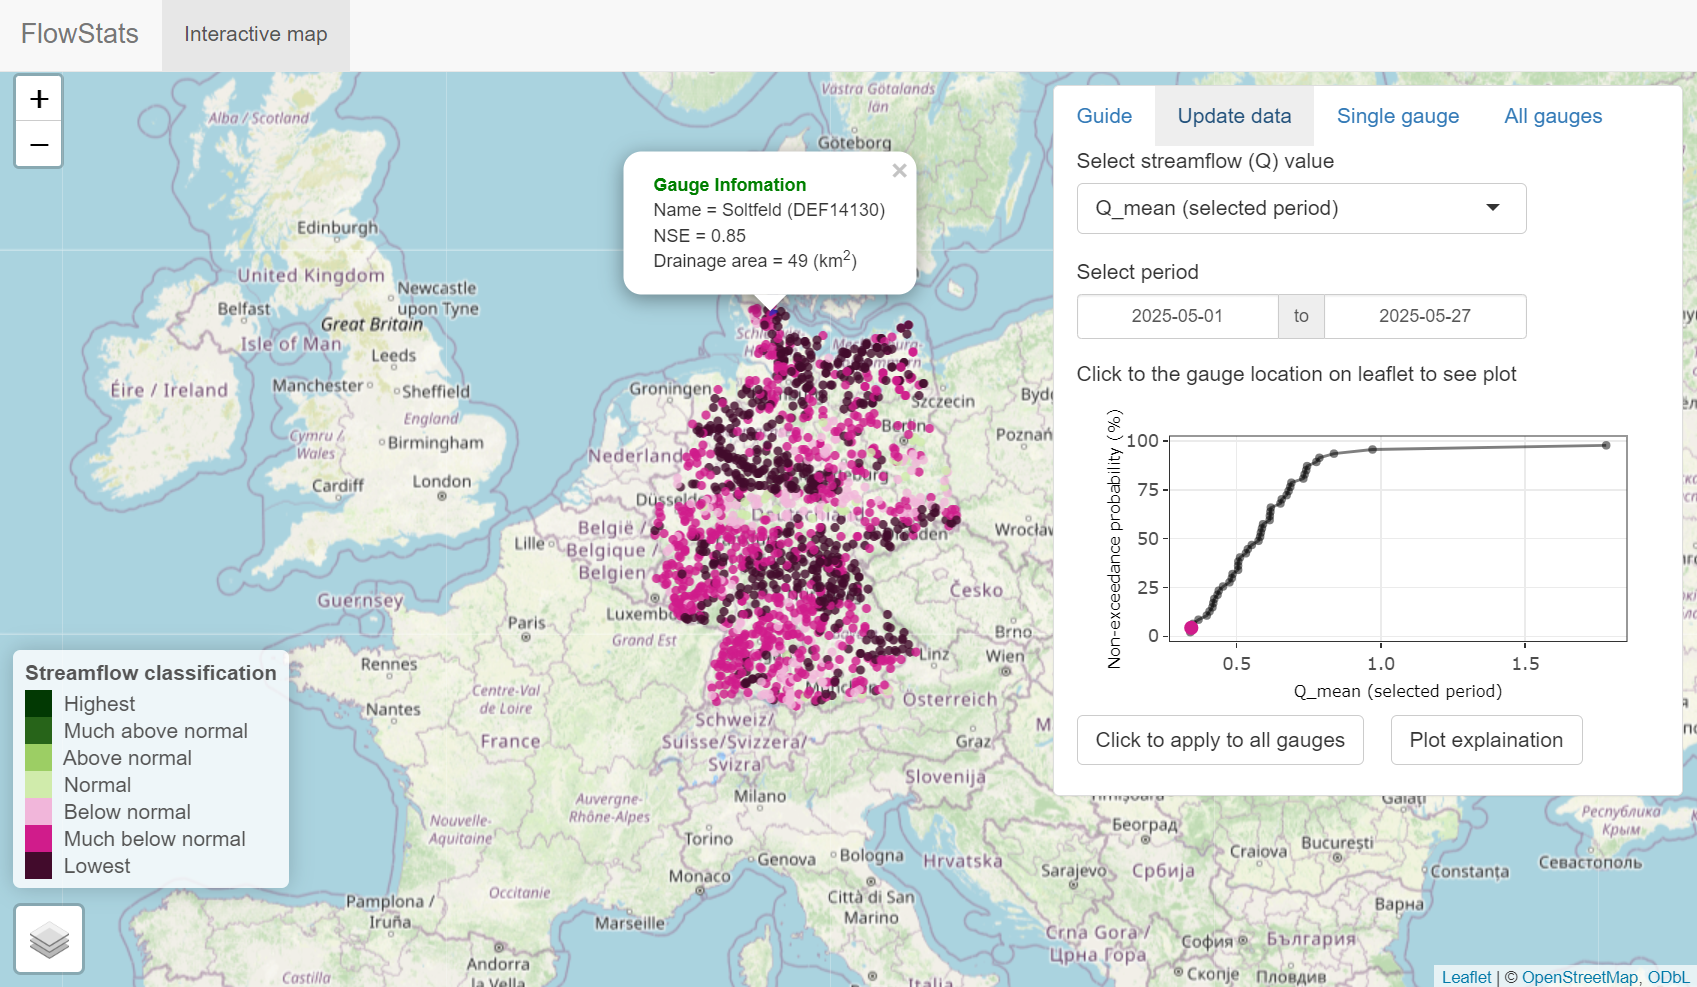 FlowStats
Interactive map
+
−
Guide
Update data
Single gauge
All gauges
Select streamflow (Q) value
Q_mean (selected period)
Select period
2025-05-01
to
2025-05-27
Click to the gauge location on leaflet to see plot
Non-exceedance probability (%)
100
75
50
25
0
0.5
1.0
1.5
Q_mean (selected period)
Click to apply to all gauges
Plot explaination
×
Gauge Infomation
Name = Soltfeld (DEF14130)
NSE = 0.85
Drainage area = 49 (km²)
Västra Götalands
län
Göteborg
Alba / Scotland
Edinburgh
United Kingdom
Newcastle
upon Tyne
Belfast
Great Britain
Isle of Man
Leeds
Éire / Ireland
Manchester
Sheffield
England
Cymru /
Wales
Birmingham
Cardiff
London
Groningen
Szczecin
Berlin
Poznań
Nederland
Deutschland
Wrocław
België /
Belgique /
Belgien
Lille
Česko
Guernsey
Paris
Grand Est
Brno
Linz
Wien
Rennes
Centre-Val
de Loire
Nantes
Österreich
Schweiz/
Suisse/Svizzera/
Svizra
France
Graz
Slovenija
Milano
Auvergne-
Rhône-Alpes
Nouvelle-
Aquitaine
Torino
Genova
Bologna
Hrvatska
Београд
Craiova
București
Galați
Республика
Крым
Севастополь
Constanța
Monaco
Sarajevo
Србија
Occitanie
Città di San
Marino
Варна
Pamplona /
Iruña
Marseille
Crna Gora /
Црна Гора
София
България
Andorra
la Vella
Скопје
Пловдив
Castilla
Italia
Streamflow classification
Highest
Much above normal
Above normal
Normal
Below normal
Much below normal
Lowest
Leaflet | © OpenStreetMap, ODbL